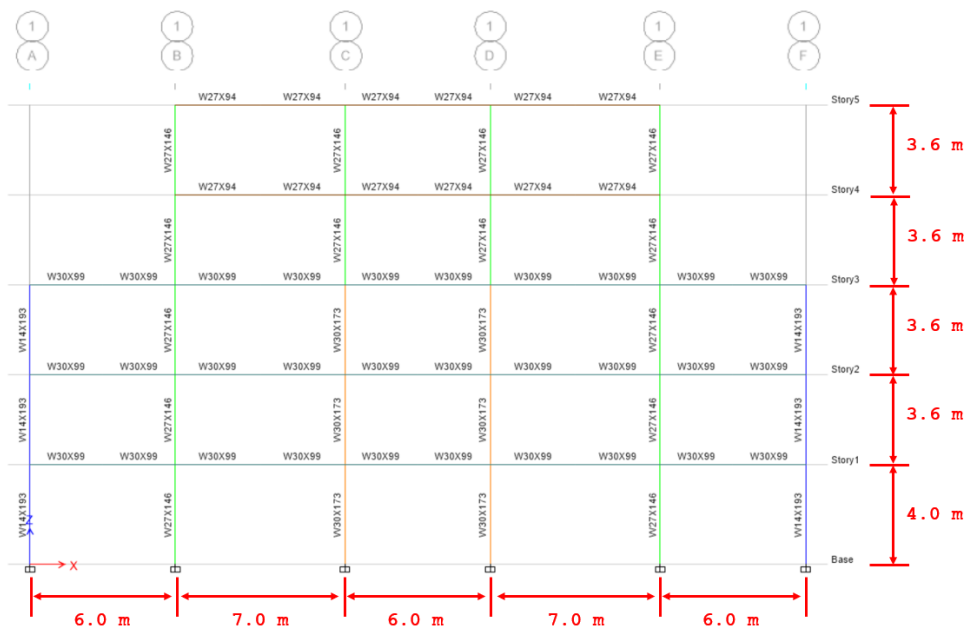 1 1 1 1 1 1
A B C D E F
W27X94 W27X94 W27X94 W27X94 W27X94 W27X94 Story5
W27X146 W27X146 W27X146 W27X146 3.6 m
W27X94 W27X94 W27X94 W27X94 W27X94 W27X94 Story4
W27X146 W27X146 W27X146 W27X146 3.6 m
W30X99 W30X99 W30X99 W30X99 W30X99 W30X99 W30X99 W30X99 W30X99 W30X99 Story3
W14X193 W27X146 W30X173 W30X173 W27X146 W14X193 3.6 m
W30X99 W30X99 W30X99 W30X99 W30X99 W30X99 W30X99 W30X99 W30X99 W30X99 Story2
W14X193 W27X146 W30X173 W30X173 W27X146 W14X193 3.6 m
W30X99 W30X99 W30X99 W30X99 W30X99 W30X99 W30X99 W30X99 W30X99 W30X99 Story1
W14X193 W27X146 W30X173 W30X173 W27X146 W14X193 4.0 m
Z
X Base
6.0 m 7.0 m 6.0 m 7.0 m 6.0 m